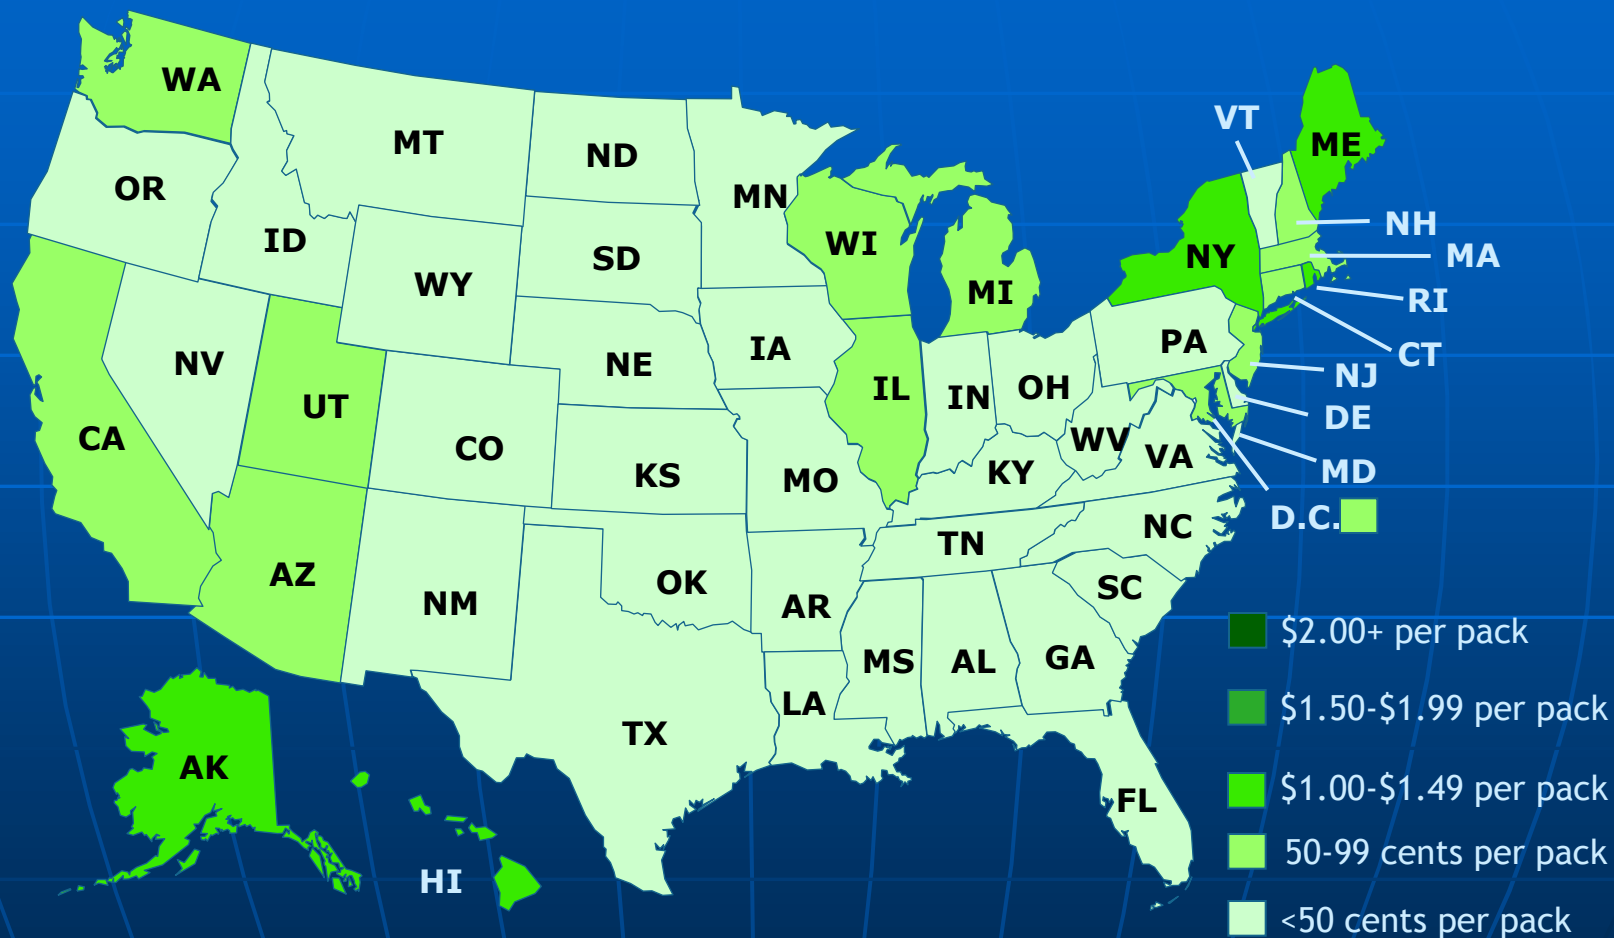 WA
MT
ND
MN
OR
ID
WY
SD
WI
MI
VT
ME
NH
NY
MA
RI
CT
NV
UT
CO
NE
IA
IL
IN
OH
PA
NJ
DE
MD
D.C.
CA
AZ
NM
KS
MO
KY
WV
VA
OK
AR
TN
NC
SC
TX
LA
MS
AL
GA
FL
AK
HI
$2.00+ per pack
$1.50-$1.99 per pack
$1.00-$1.49 per pack
50-99 cents per pack
<50 cents per pack